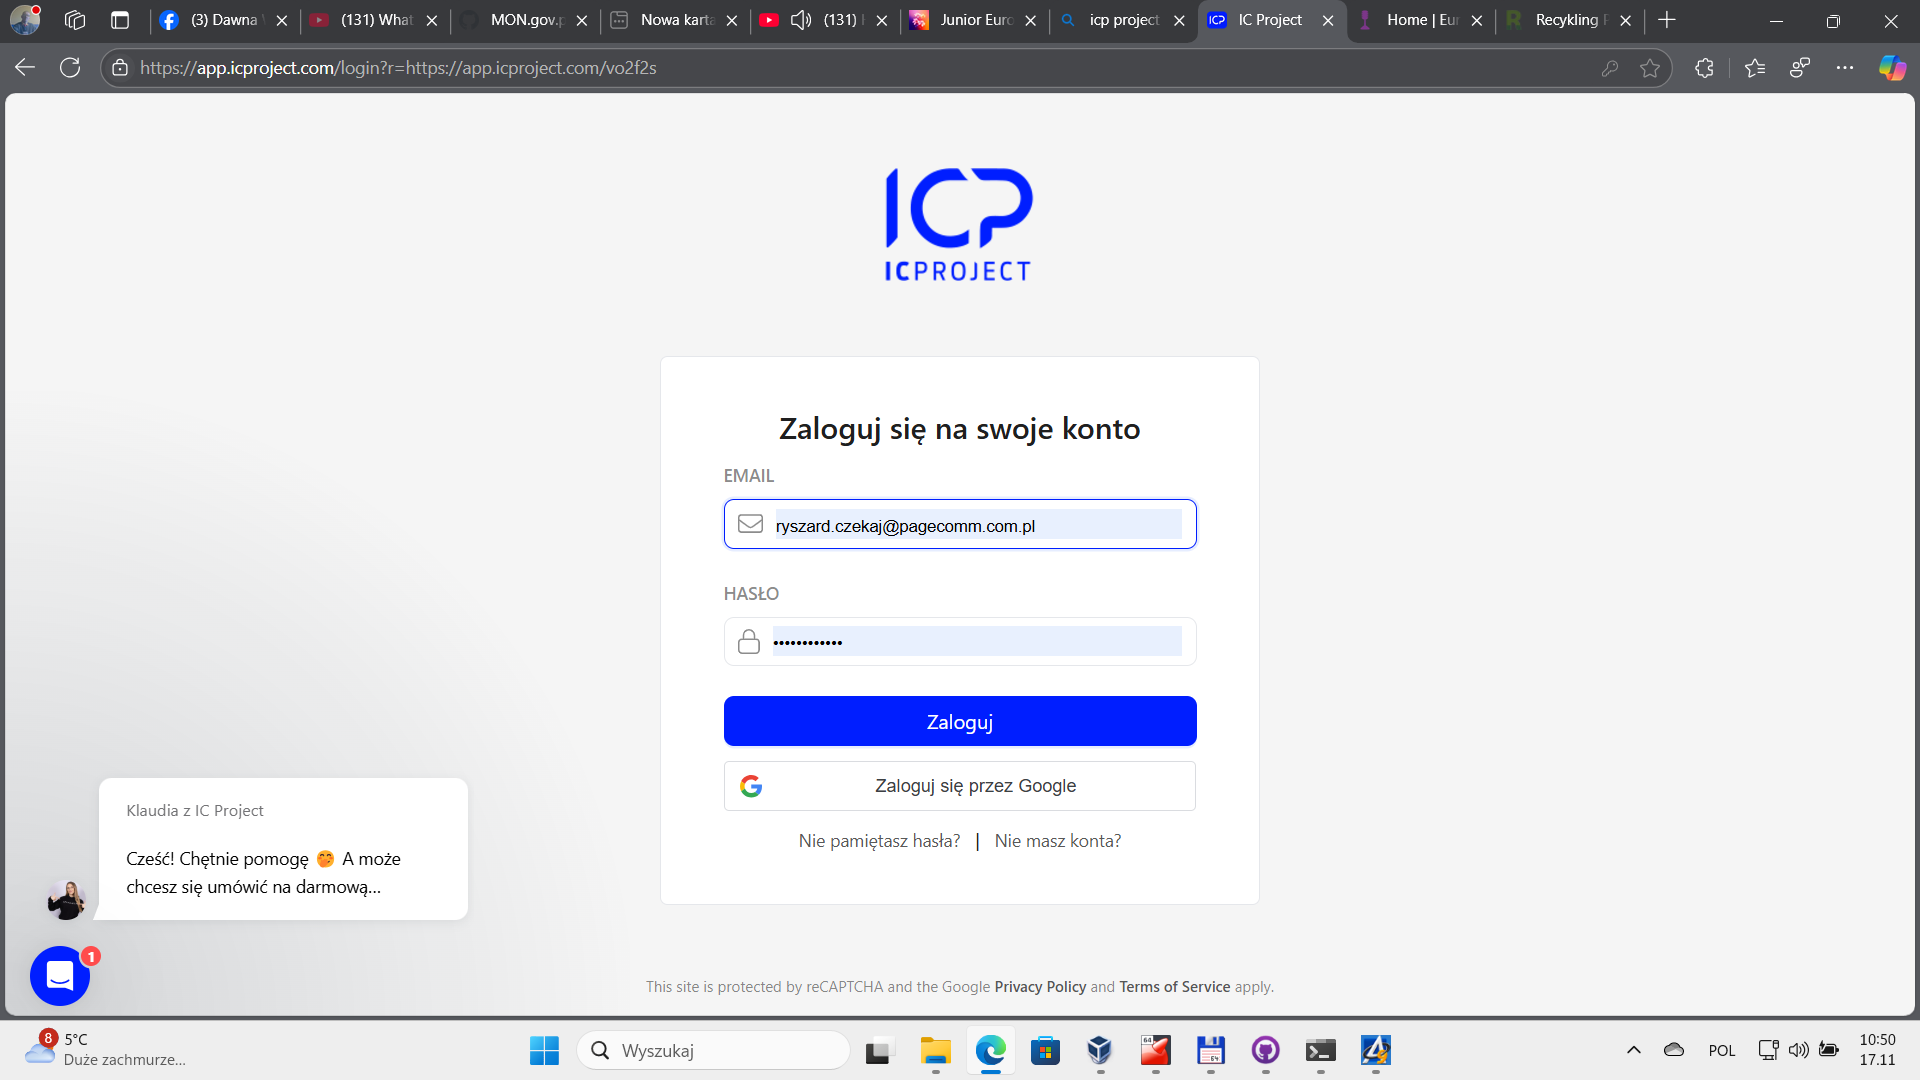 (3) Dawna
(131) What
MON.gov.p
Nowa karta
(131)
Junior Euro
icp project
IC Project
Home | Eur
Recykling
https://app.icproject.com/login?r=https://app.icproject.com/vo2f2s
ICP
ICPROJECT
Zaloguj się na swoje konto
EMAIL
ryszard.czekaj@pagecomm.com.pl
HASŁO
••••••••••••
Zaloguj
Zaloguj się przez Google
Nie pamiętasz hasła? | Nie masz konta?
Klaudia z IC Project
Cześć! Chętnie pomogę 🤭 A może
chcesz się umówić na darmową...
1
This site is protected by reCAPTCHA and the Google Privacy Policy and Terms of Service apply.
8
5°C
Duże zachmurze...
Wyszukaj
64
64
POL
10:50
17.11